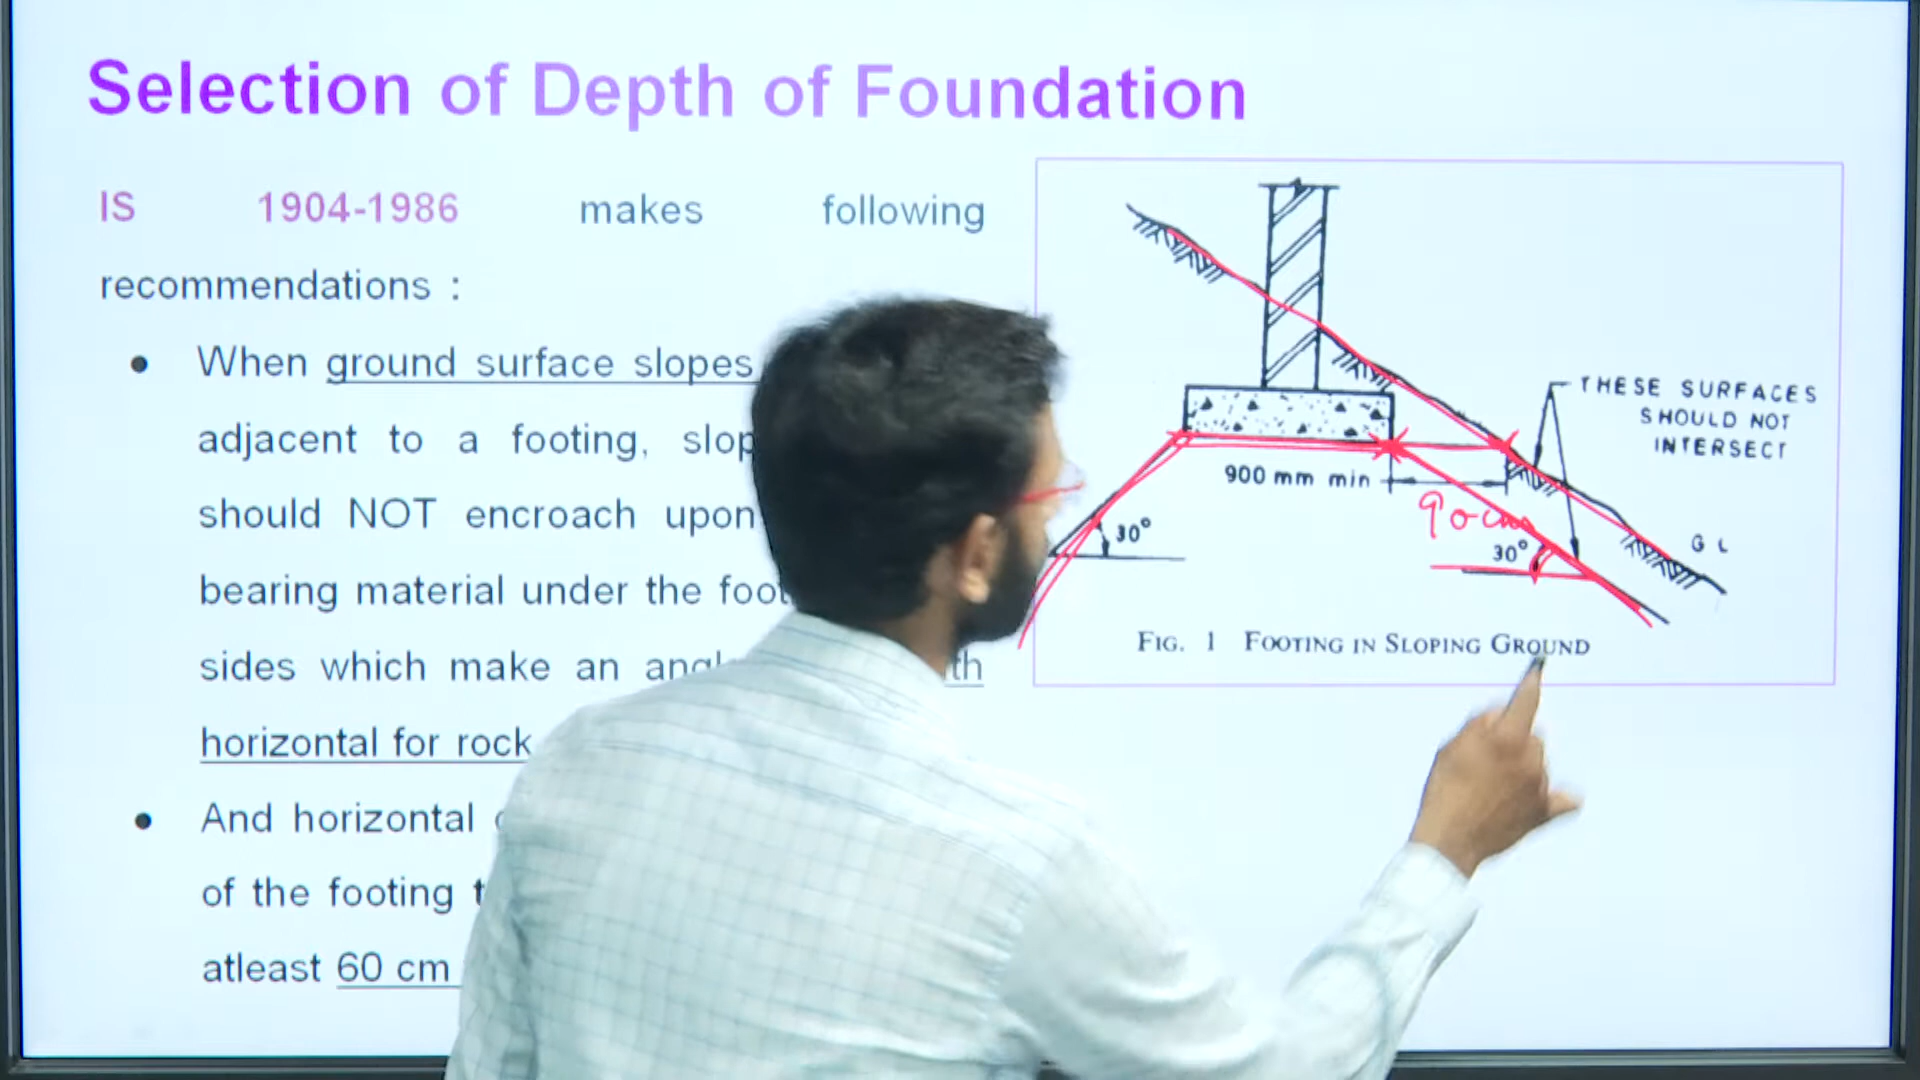 Selection of Depth of Foundation
IS 1904-1986 makes following
recommendations :
● When ground surface slopes
adjacent to a footing, slop
should NOT encroach upon
bearing material under the foot
sides which make an angl th
horizontal for rock
● And horizontal
of the footing t
atleast 60 cm
THESE SURFACES
SHOULD NOT
INTERSECT
900 mm min
90 cm
30°
30°
G L
FIG. 1 FOOTING IN SLOPING GROUND